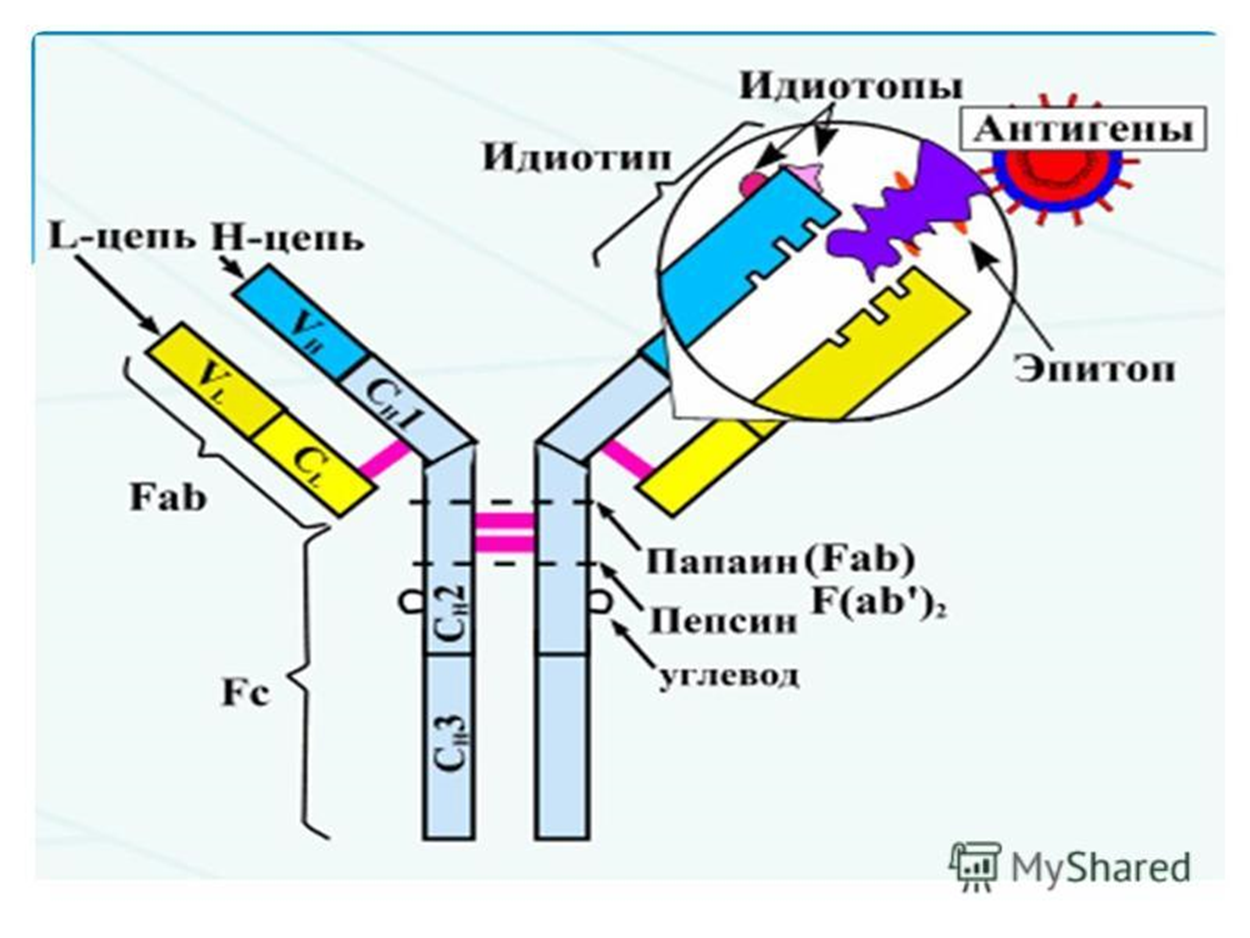 Идиотопы
Антигены
Идиотип
L-цепь H-цепь
VH
CH1
VL
CL
Эпитоп
Fab
Папаин (Fab)
Пепсин F(ab')₂
углевод
CH2
Fc
CH3
MyShared